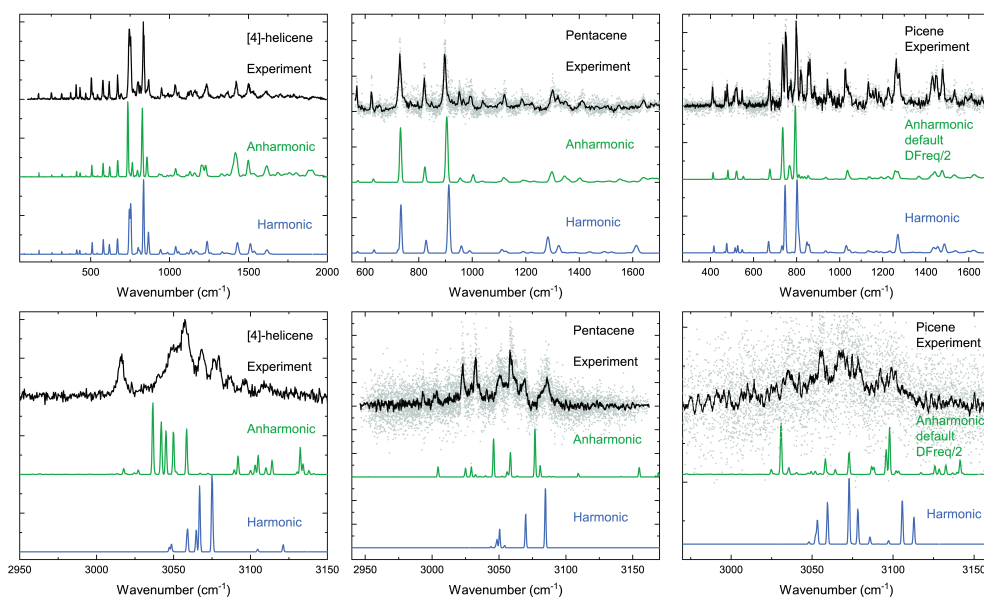 [4]-helicene
Experiment
Anharmonic
Harmonic
500 1000 1500 2000
Wavenumber (cm-1)
Pentacene
Experiment
Anharmonic
Harmonic
600 800 1000 1200 1400 1600
Wavenumber (cm-1)
Picene
Experiment
Anharmonic
default
DFreq/2
Harmonic
400 600 800 1000 1200 1400 1600
Wavenumber (cm-1)
[4]-helicene
Experiment
Anharmonic
Harmonic
2950 3000 3050 3100 3150
Wavenumber (cm-1)
Pentacene
Experiment
Anharmonic
Harmonic
2950 3000 3050 3100 3150
Wavenumber (cm-1)
Picene
Experiment
Anharmonic
default
DFreq/2
Harmonic
3000 3050 3100
Wavenumber (cm-1)